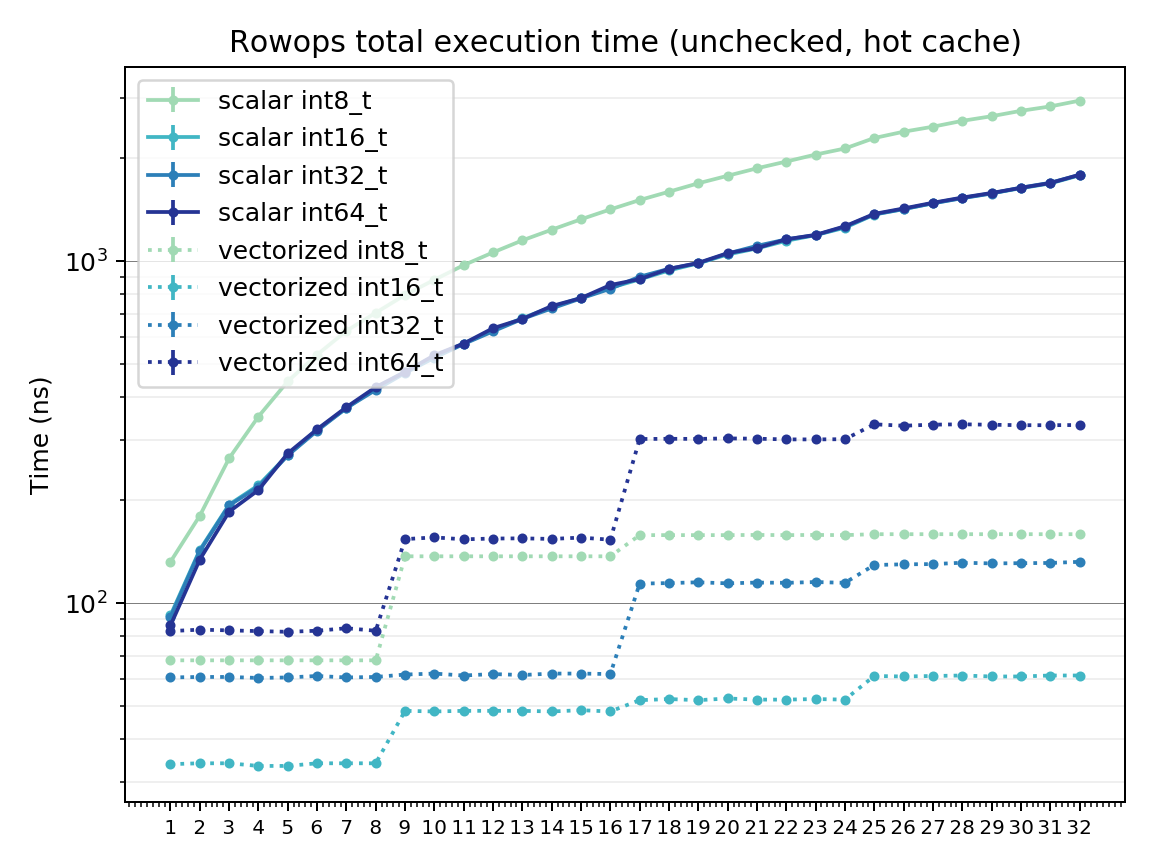 Rowops total execution time (unchecked, hot cache)
scalar int8_t
scalar int16_t
scalar int32_t
scalar int64_t
vectorized int8_t
vectorized int16_t
vectorized int32_t
vectorized int64_t
Time (ns)
10³
10²
1 2 3 4 5 6 7 8 9 10 11 12 13 14 15 16 17 18 19 20 21 22 23 24 25 26 27 28 29 30 31 32